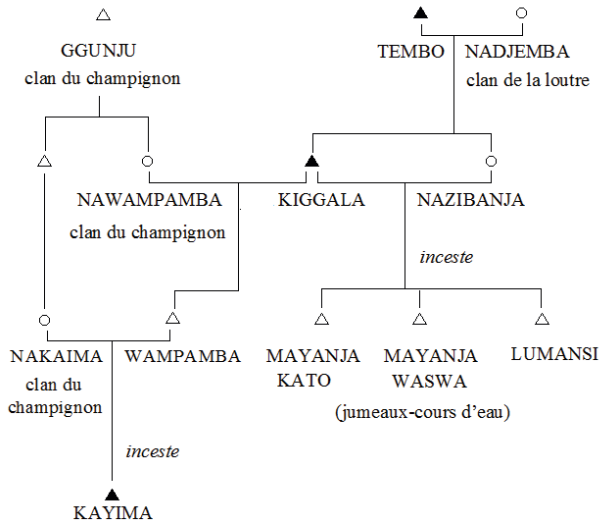 GGUNJU
clan du champignon
TEMBO
NADJEMBA
clan de la loutre
NAWAMPAMBA
clan du champignon
KIGGALA
NAZIBANJA
inceste
NAKAIMA
clan du
champignon
WAMPAMBA
MAYANJA
KATO
MAYANJA
WASWA
LUMANSI
(jumeaux-cours d'eau)
inceste
KAYIMA